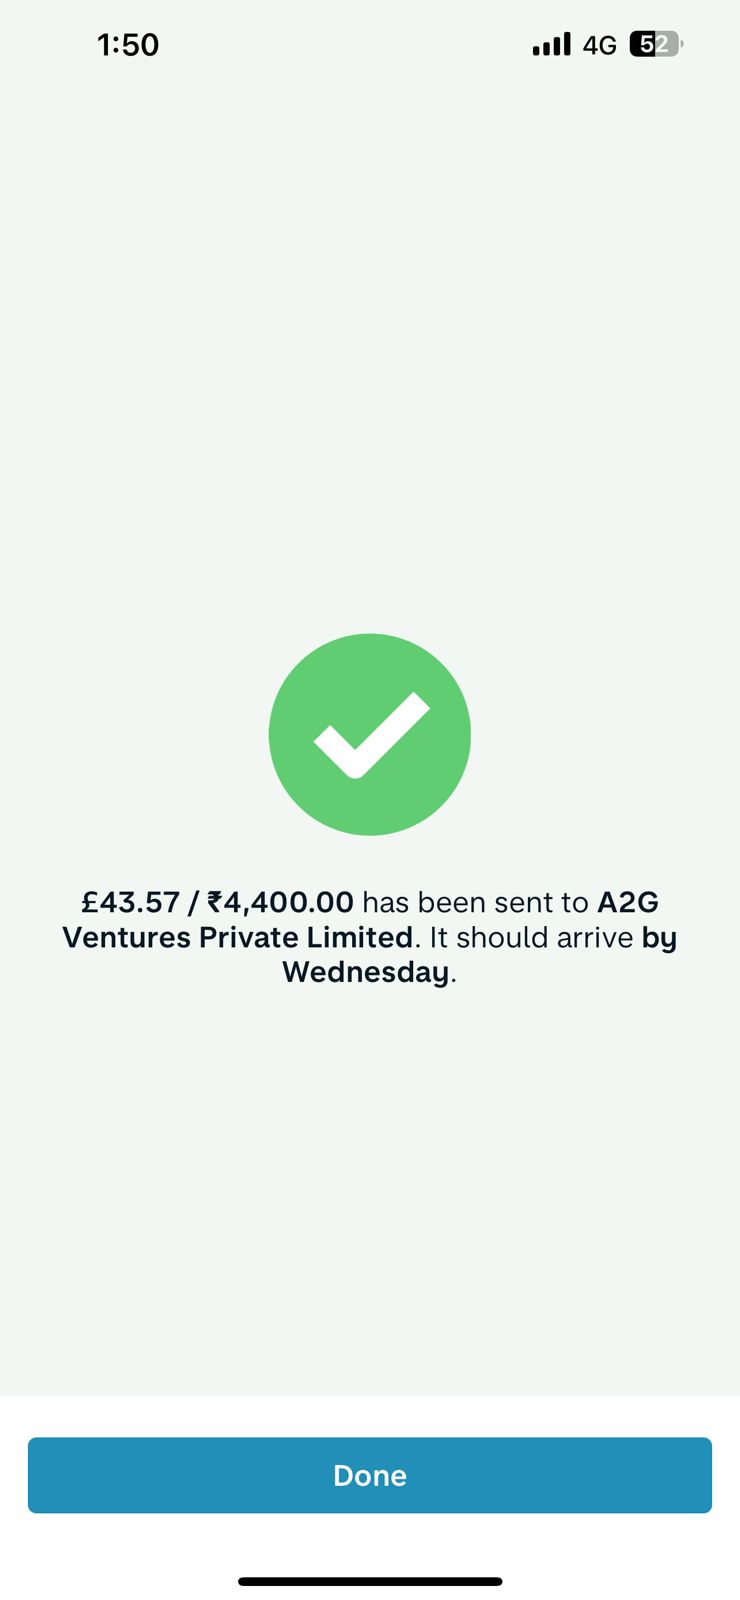 1:50 4G 52
£43.57 / ₹4,400.00 has been sent to A2G
Ventures Private Limited. It should arrive by
Wednesday.
Done